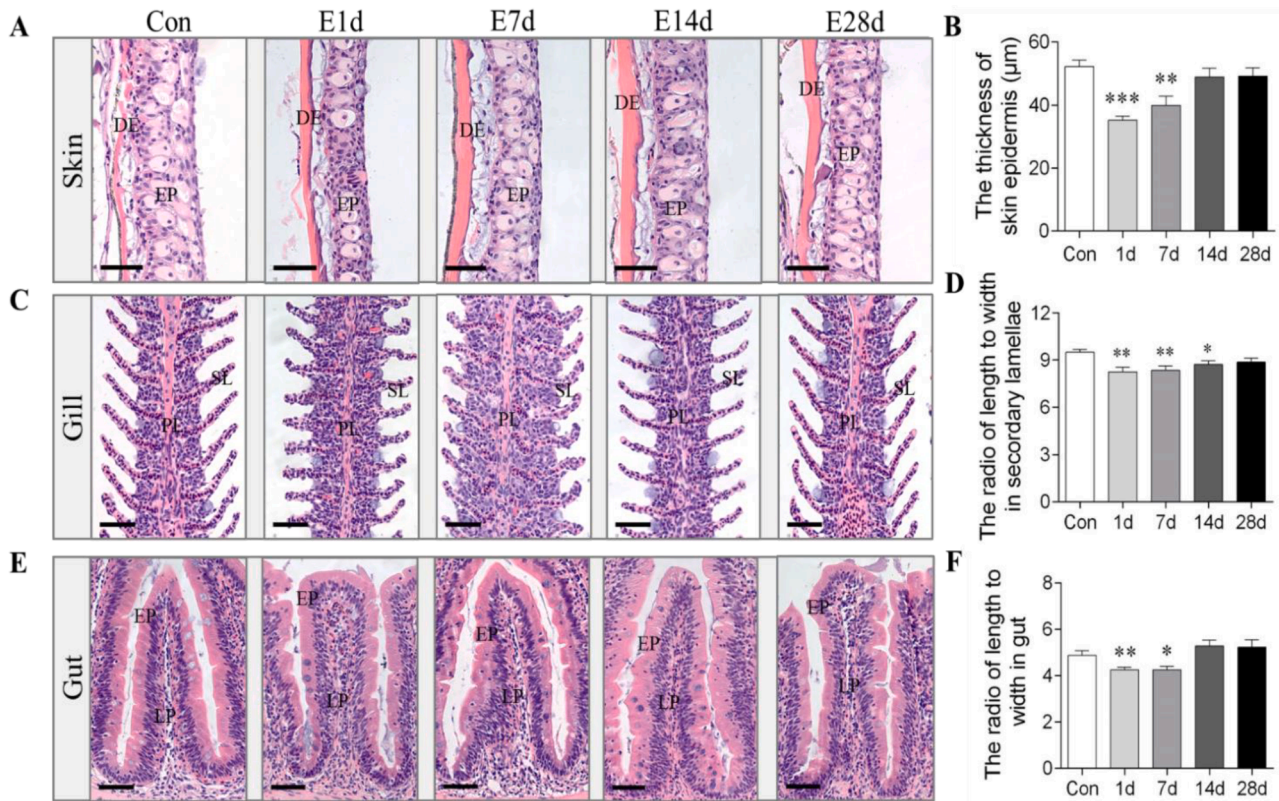 Con E1d E7d E14d E28d
A
Skin
DE EP
DE EP
DE EP
DE EP
DE EP
B
The thickness of
skin epidermis (μm)
60
40
20
0
*** **
Con 1d 7d 14d 28d
C
Gill
SL PL
SL PL
SL PL
SL PL
SL PL
D
The radio of length to width
in secordary lamellae
12
9
6
3
0
** ** *
Con 1d 7d 14d 28d
E
Gut
EP LP
EP LP
EP LP
EP LP
EP LP
F
The radio of length to
width in gut
8
6
4
2
0
** *
Con 1d 7d 14d 28d